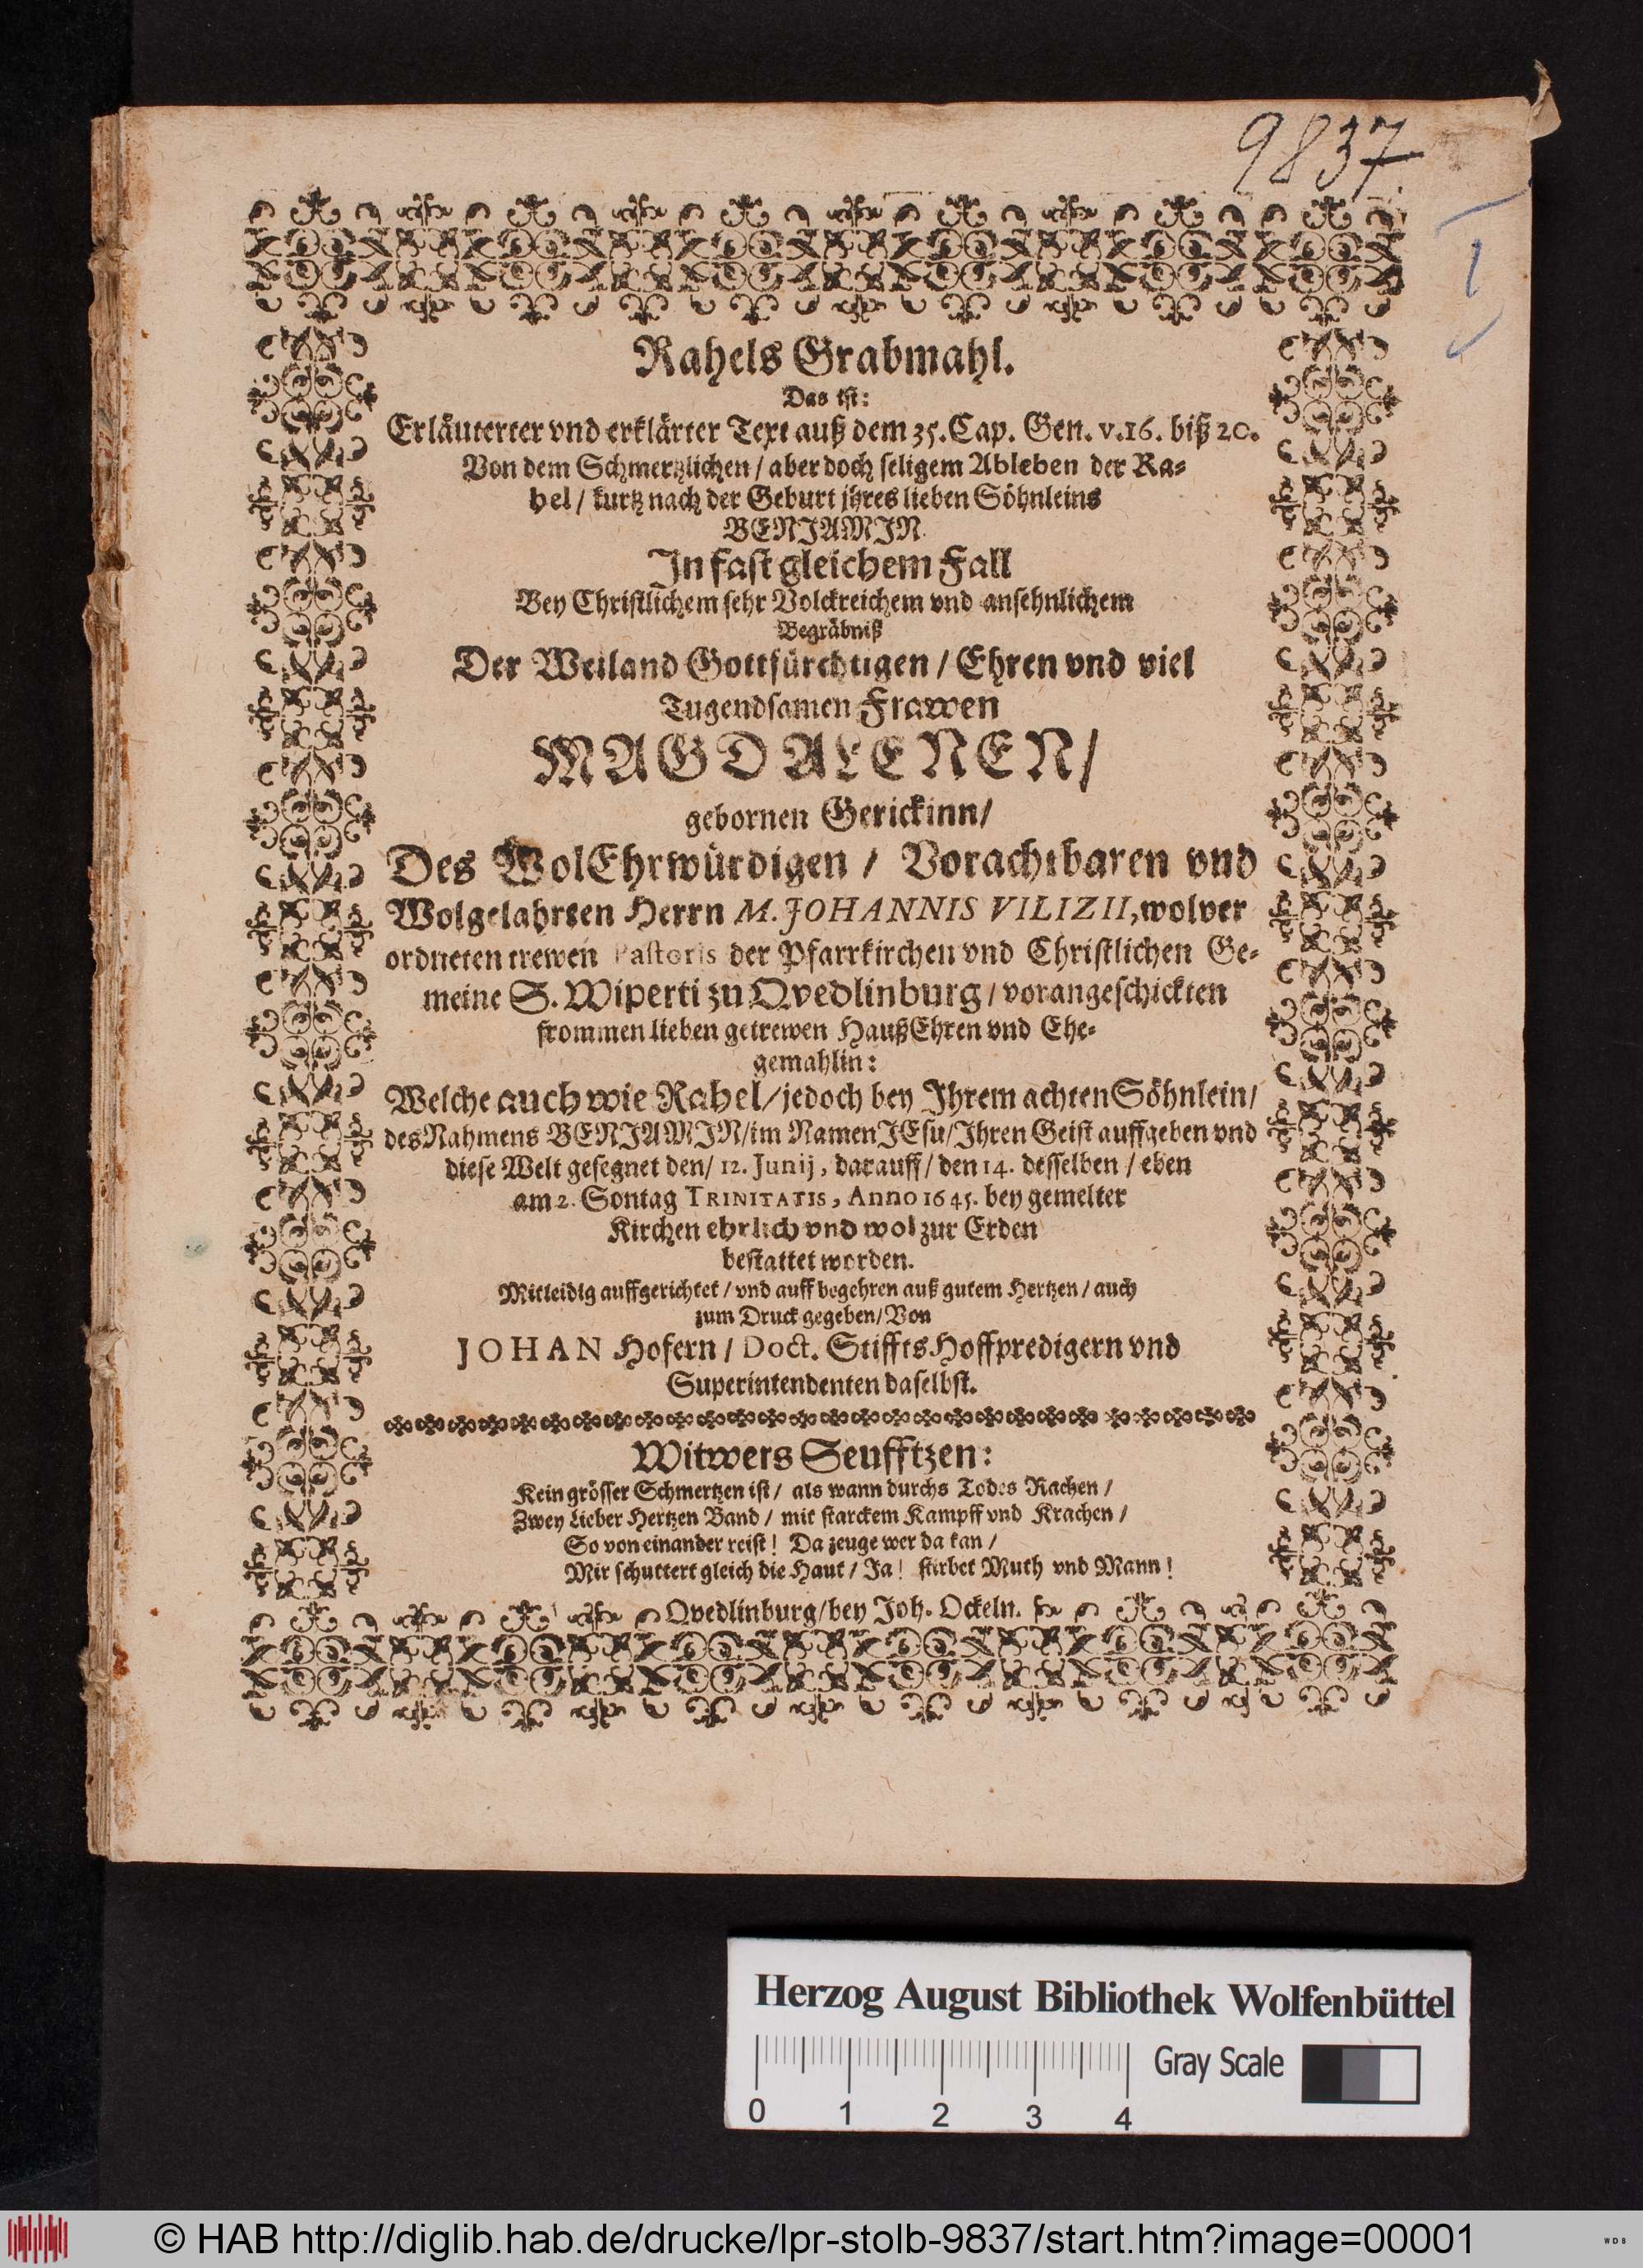 9837
1
Rahels Grabmahl.
Das ist:
Erläuterter vnd erklärter Text auß dem 35. Cap. Gen. v. 16. biß 20.
Von dem Schmertzlichen / aber doch seligem Ableben der Ra-
hel / kurtz nach der Geburt jhres lieben Söhnleins
BENJAMIN.
In fast gleichem Fall
Bey Christlichem sehr Volckreichem vnd ansehnlichem
Begräbniß
Der Weiland Gottfürchtigen / Ehren vnd viel
Tugendsamen Frawen
MAGDALENEN /
gebornen Gerickinn /
Des WolEhrwürdigen / Vorachtbaren vnd
Wolgelahrten Herrn M. JOHANNIS VILIZII, wolver
ordneten trewen Pastoris der Pfarrkirchen vnd Christlichen Ge-
meine S. Wiperti zu Qvedlinburg / vorangeschickten
frommen lieben getrewen HaußEhren vnd Ehe-
gemahlin:
Welche auch wie Rahel / jedoch bey Ihrem achten Söhnlein /
des Nahmens BENJAMIN / im Namen JEsu / Ihren Geist auffgeben vnd
diese Welt gesegnet den / 12. Junij, darauff / den 14. desselben / eben
am 2. Sontag TRINITATIS, Anno 1645. bey gemelter
Kirchen ehrlich vnd wol zur Erden
bestattet worden.
Mitleidig auffgerichtet / vnd auff begehren auß gutem Hertzen / auch
zum Druck gegeben / Von
JOHAN Hofern / Doct. StifftsHoffpredigern vnd
Superintendenten daselbst.
Witwers Seufftzen:
Kein grösser Schmertzen ist / als wann durchs Todes Rachen /
Zwey Lieber Hertzen Band / mit starckem Kampff vnd Krachen /
So von einander reist ! Da zeuge wer da kan /
Mir schuttert gleich die Haut / Ja ! stirbet Muth vnd Mann !
Qvedlinburg / bey Joh. Ockeln.
Herzog August Bibliothek Wolfenbüttel
Gray Scale
0 1 2 3 4
© HAB http://diglib.hab.de/drucke/lpr-stolb-9837/start.htm?image=00001
WDB